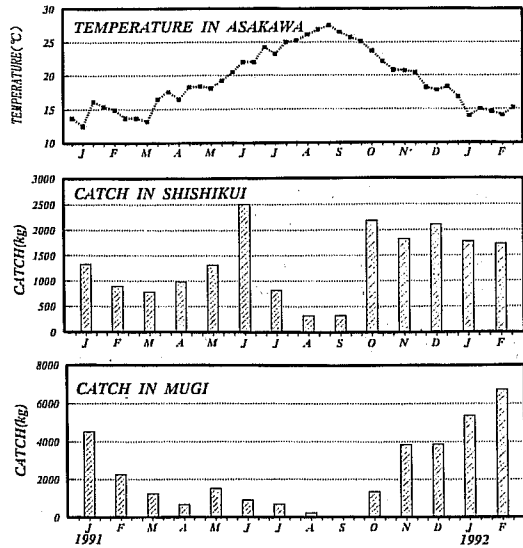 TEMPERATURE IN ASAKAWA
TEMPERATURE(°C)
30
25
20
15
10
J F M A M J J A S O N D J F
CATCH IN SHISHIKUI
CATCH(kg)
3000
2500
2000
1500
1000
500
0
J F M A M J J A S O N D J F
CATCH IN MUGI
CATCH(kg)
8000
6000
4000
2000
0
J F M A M J J A S O N D J F
1991 1992